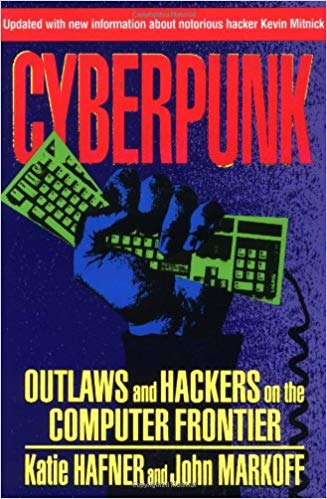 Updated with new information about notorious hacker Kevin Mitnick
CYBERPUNK
OUTLAWS and HACKERS on the
COMPUTER FRONTIER
Katie HAFNER and John MARKOFF